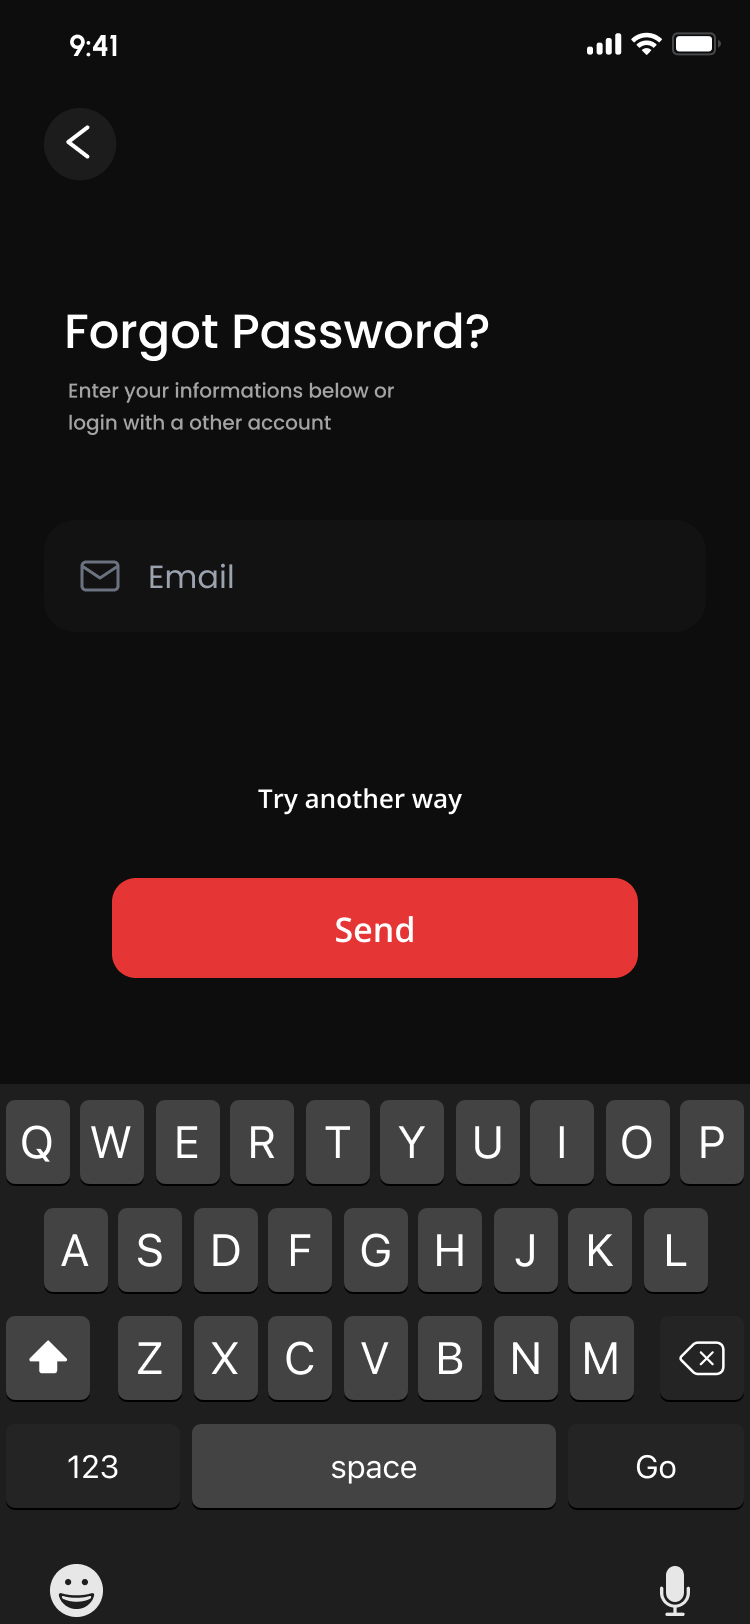 9:41
Forgot Password?
Enter your informations below or
login with a other account
Email
Try another way
Send
Q W E R T Y U I O P
A S D F G H J K L
Z X C V B N M
123 space Go